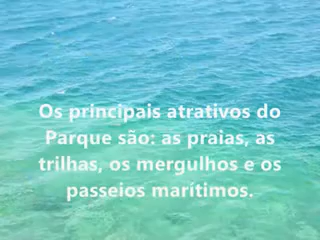 Os principais atrativos do
Parque são: as praias, as
trilhas, os mergulhos e os
passeios marítimos.